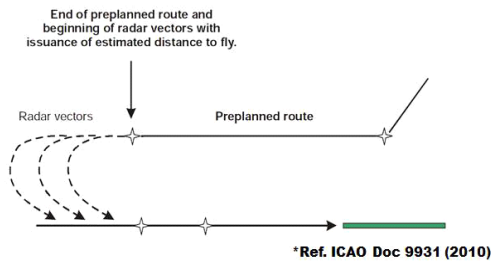 End of preplanned route and
beginning of radar vectors with
issuance of estimated distance to fly.
Radar vectors
Preplanned route
*Ref. ICAO Doc 9931 (2010)